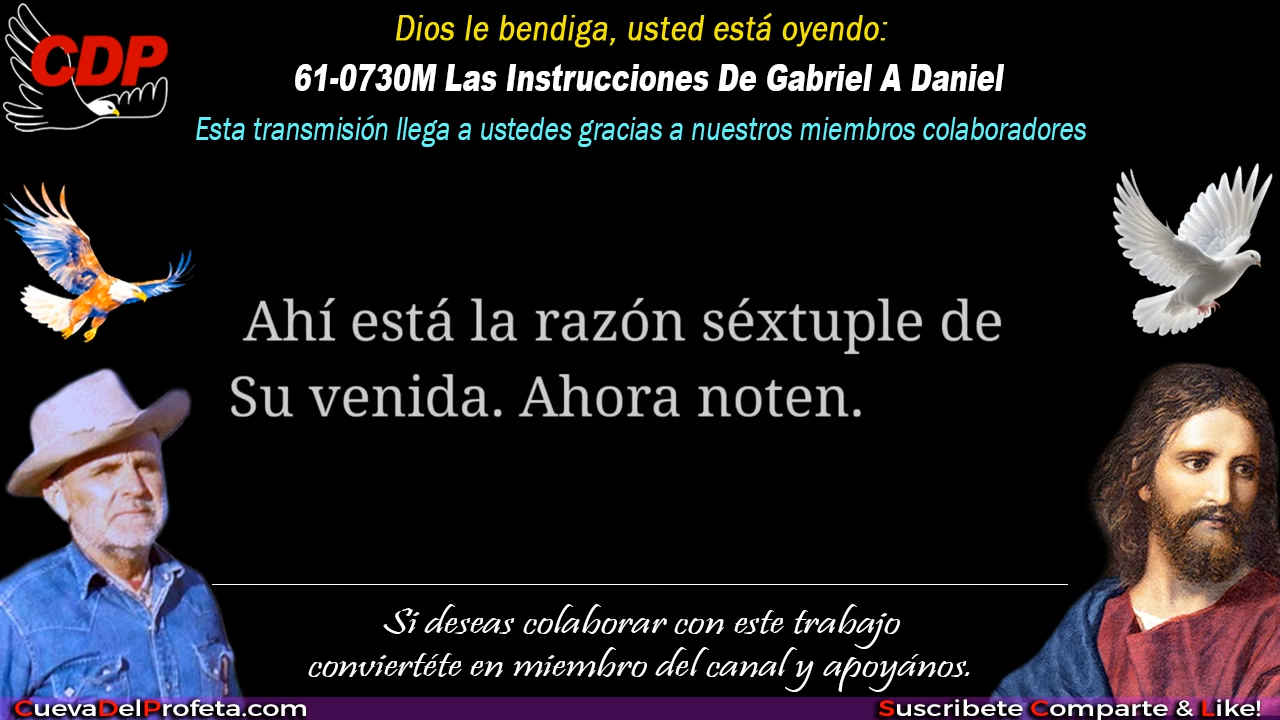 CDP
Dios le bendiga, usted está oyendo:
61-0730M Las Instrucciones De Gabriel A Daniel
Esta transmisión llega a ustedes gracias a nuestros miembros colaboradores
Ahí está la razón séxtuple de
Su venida. Ahora noten.
Si deseas colaborar con este trabajo
conviertéte en miembro del canal y apoyános.
CuevaDelProfeta.com
Suscribete Comparte & Like!